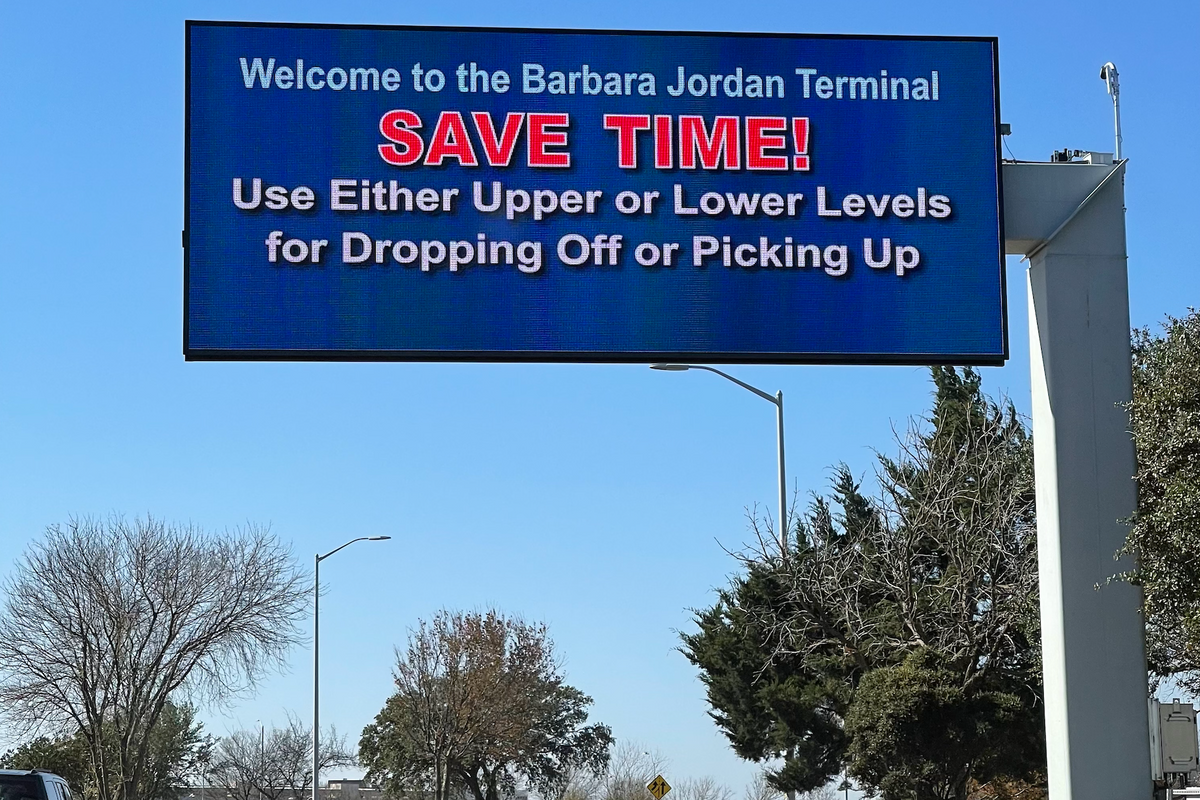 Welcome to the Barbara Jordan Terminal
SAVE TIME!
Use Either Upper or Lower Levels
for Dropping Off or Picking Up